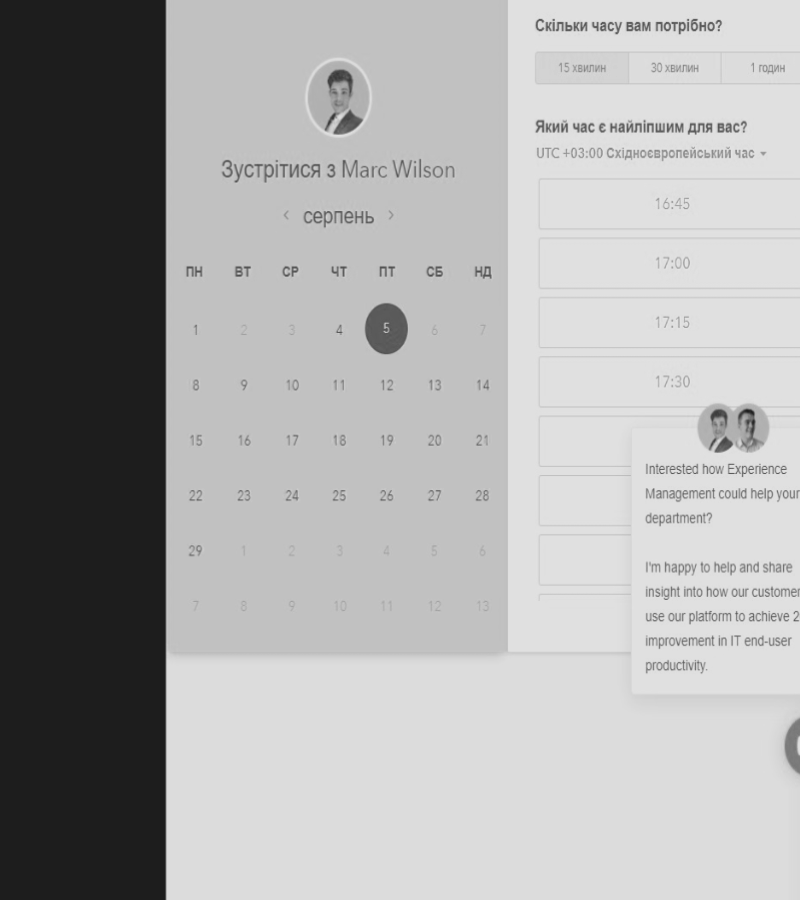 Зустрітися з Marc Wilson
‹ серпень ›
ПН ВТ СР ЧТ ПТ СБ НД
1 2 3 4 5 6 7
8 9 10 11 12 13 14
15 16 17 18 19 20 21
22 23 24 25 26 27 28
29 1 2 3 4 5 6
7 8 9 10 11 12 13
Скільки часу вам потрібно?
15 хвилин 30 хвилин 1 годин
Який час є найліпшим для вас?
UTC +03:00 Східноєвропейський час
16:45
17:00
17:15
17:30
Interested how Experience
Management could help your
department?
I'm happy to help and share
insight into how our customer
use our platform to achieve 2
improvement in IT end-user
productivity.